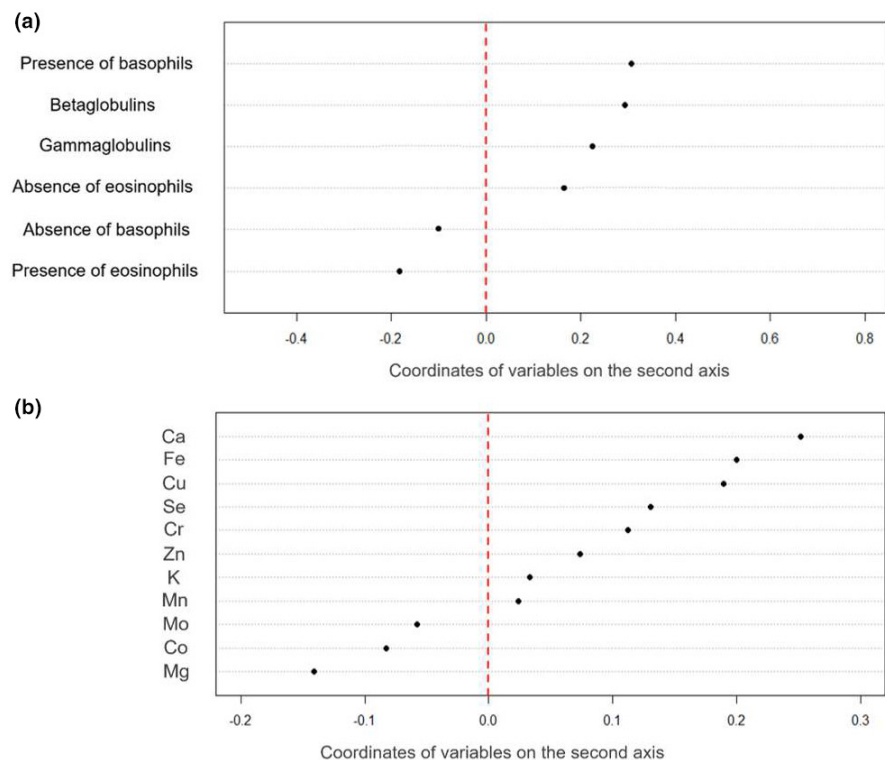 (a)
Presence of basophils
Betaglobulins
Gammaglobulins
Absence of eosinophils
Absence of basophils
Presence of eosinophils
-0.4 -0.2 0.0 0.2 0.4 0.6 0.8
Coordinates of variables on the second axis
(b)
Ca
Fe
Cu
Se
Cr
Zn
K
Mn
Mo
Co
Mg
-0.2 -0.1 0.0 0.1 0.2 0.3
Coordinates of variables on the second axis